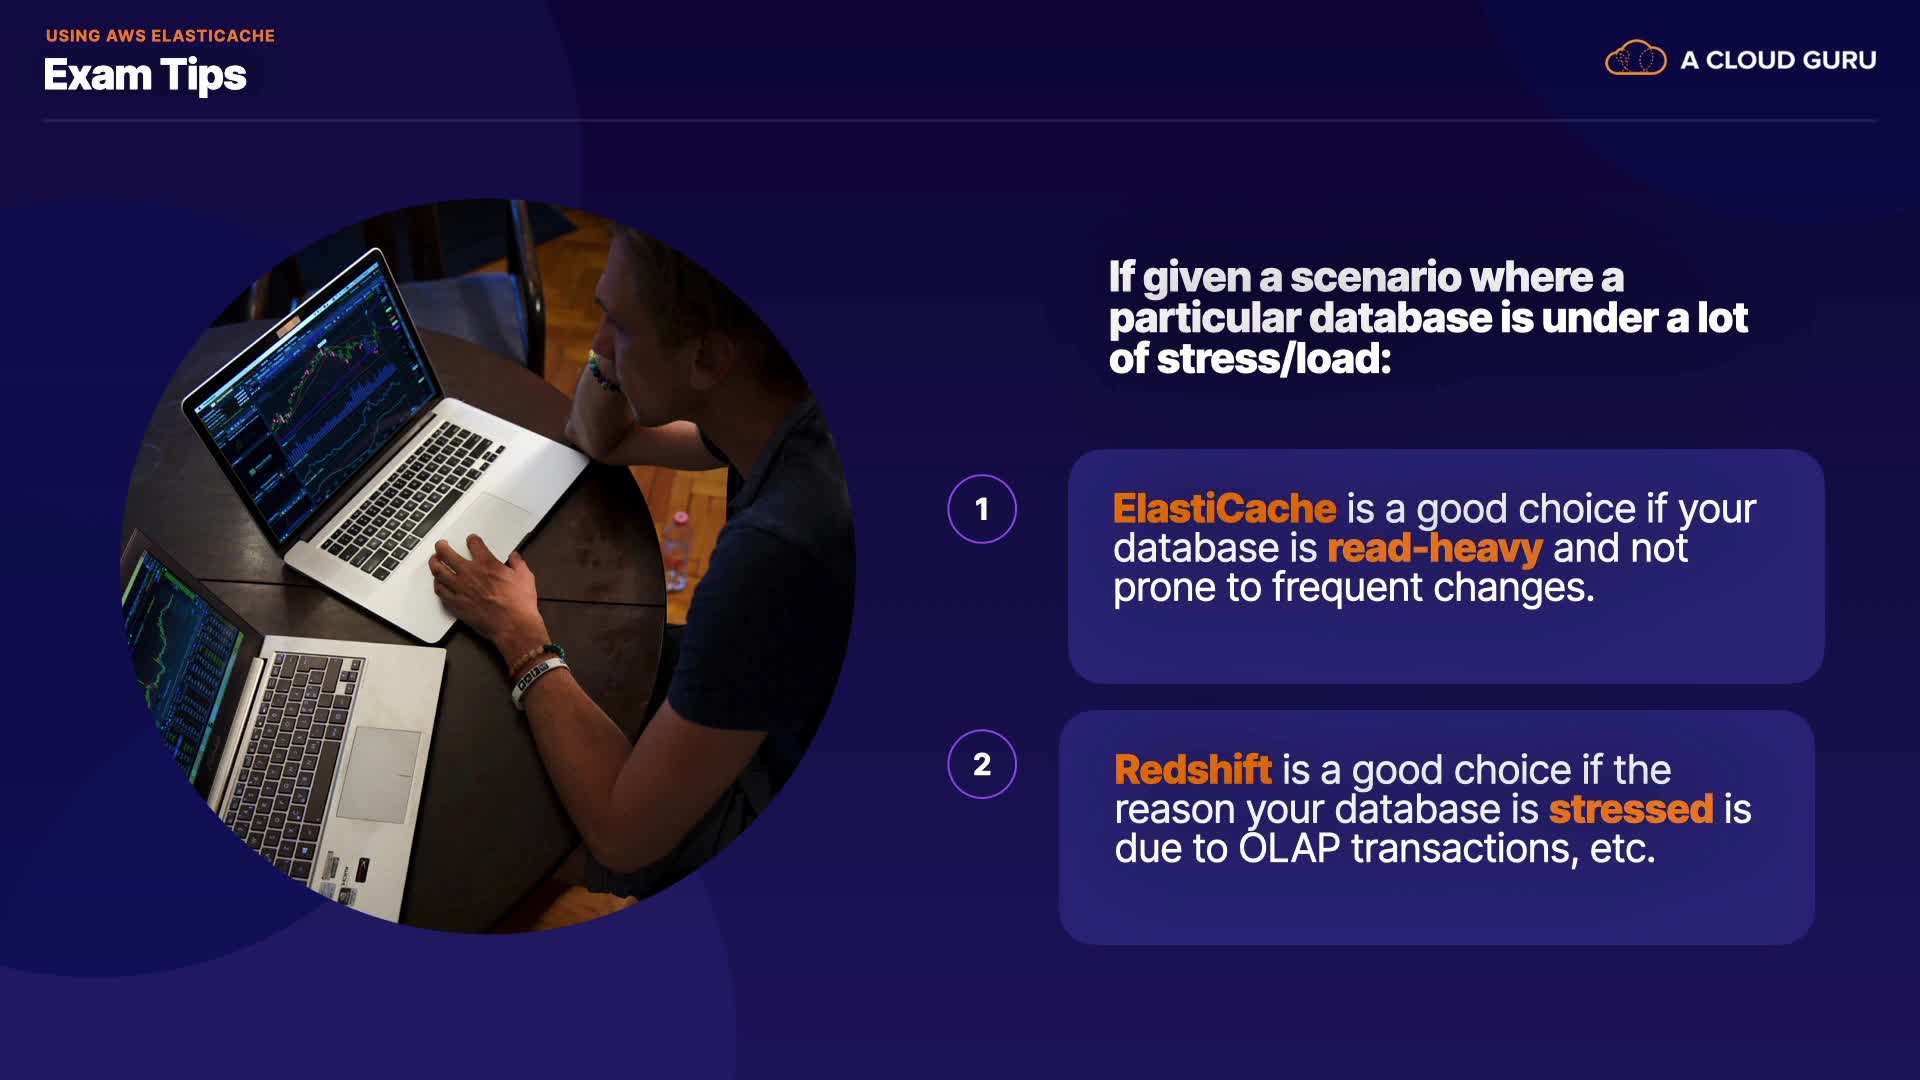 USING AWS ELASTICACHE
Exam Tips
A CLOUD GURU
If given a scenario where a
particular database is under a lot
of stress/load:
1
ElastiCache is a good choice if your
database is read-heavy and not
prone to frequent changes.
2
Redshift is a good choice if the
reason your database is stressed is
due to OLAP transactions, etc.